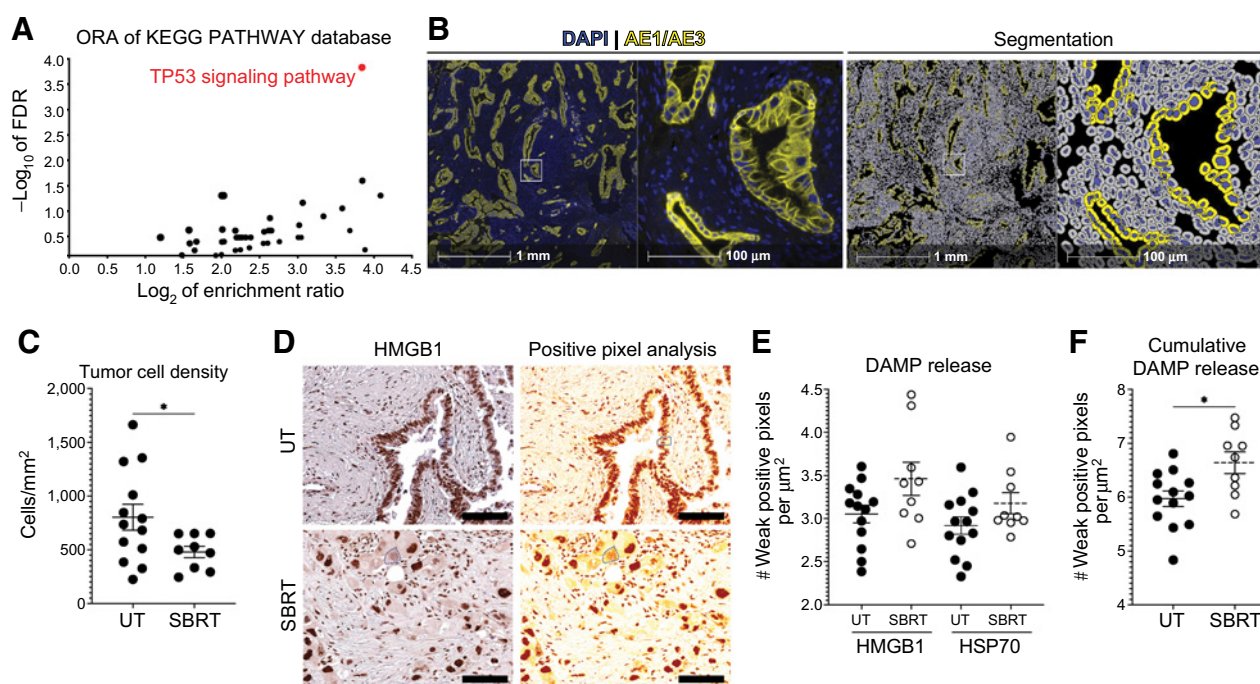 A
ORA of KEGG PATHWAY database
TP53 signaling pathway
−Log10 of FDR
4.0
3.5
3.0
2.5
2.0
1.5
1.0
0.5
0.0 0.5 1.0 1.5 2.0 2.5 3.0 3.5 4.0 4.5
Log2 of enrichment ratio
B
DAPI | AE1/AE3
Segmentation
1 mm
100 µm
1 mm
100 µm
C
Tumor cell density
*
Cells/mm2
2,000
1,500
1,000
500
0
UT SBRT
D
HMGB1
Positive pixel analysis
UT
SBRT
E
DAMP release
# Weak positive pixels
per µm2
4.5
4.0
3.5
3.0
2.5
2.0
UT SBRT UT SBRT
HMGB1 HSP70
F
Cumulative
DAMP release
*
# Weak positive pixels
per µm2
8
7
6
5
4
UT SBRT